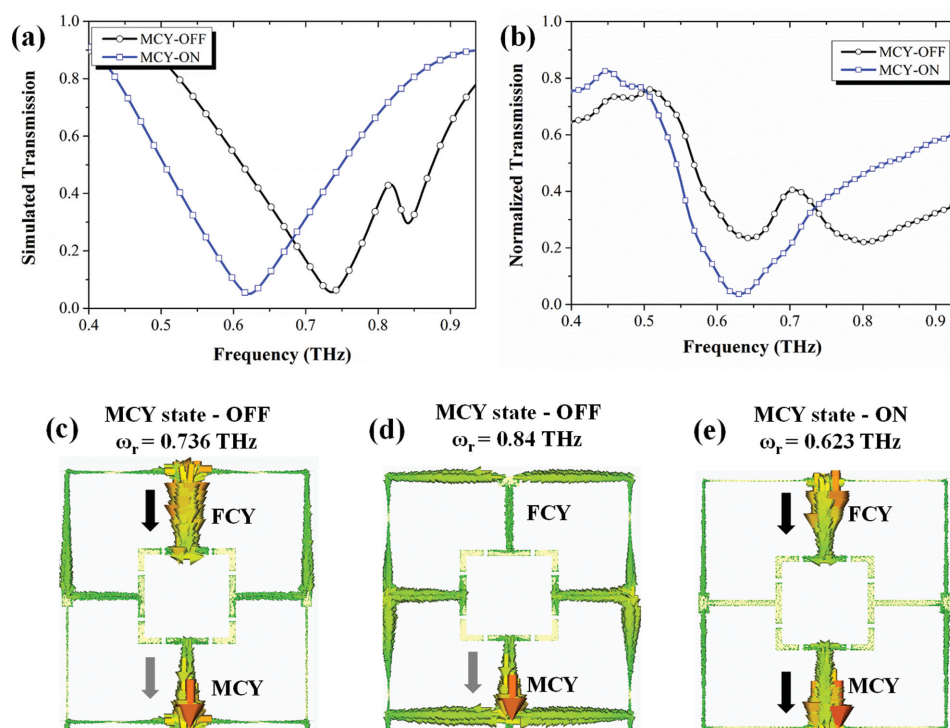 (a)
MCY-OFF
MCY-ON
Simulated Transmission
1.0
0.8
0.6
0.4
0.2
0.0
0.4 0.5 0.6 0.7 0.8 0.9
Frequency (THz)
(b)
MCY-OFF
MCY-ON
Normalized Transmission
1.0
0.8
0.6
0.4
0.2
0.0
0.4 0.5 0.6 0.7 0.8 0.9
Frequency (THz)
(c)
MCY state - OFF
ωr = 0.736 THz
FCY
MCY
(d)
MCY state - OFF
ωr = 0.84 THz
FCY
MCY
(e)
MCY state - ON
ωr = 0.623 THz
FCY
MCY